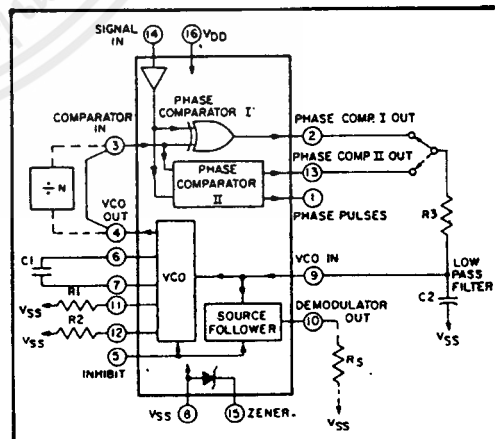 SIGNAL IN
14
16
VDD
PHASE COMPARATOR I
COMPARATOR IN
3
PHASE COMP. I OUT
2
PHASE COMP. II OUT
13
PHASE COMPARATOR II
1
PHASE PULSES
÷ N
VCO OUT
4
R3
C1
6
7
VCO
VCO IN
9
LOW PASS FILTER
C2
VSS
R1
VSS
11
R2
VSS
12
SOURCE FOLLOWER
DEMODULATOR OUT
10
RS
VSS
5
INHIBIT
VSS
8
15
ZENER